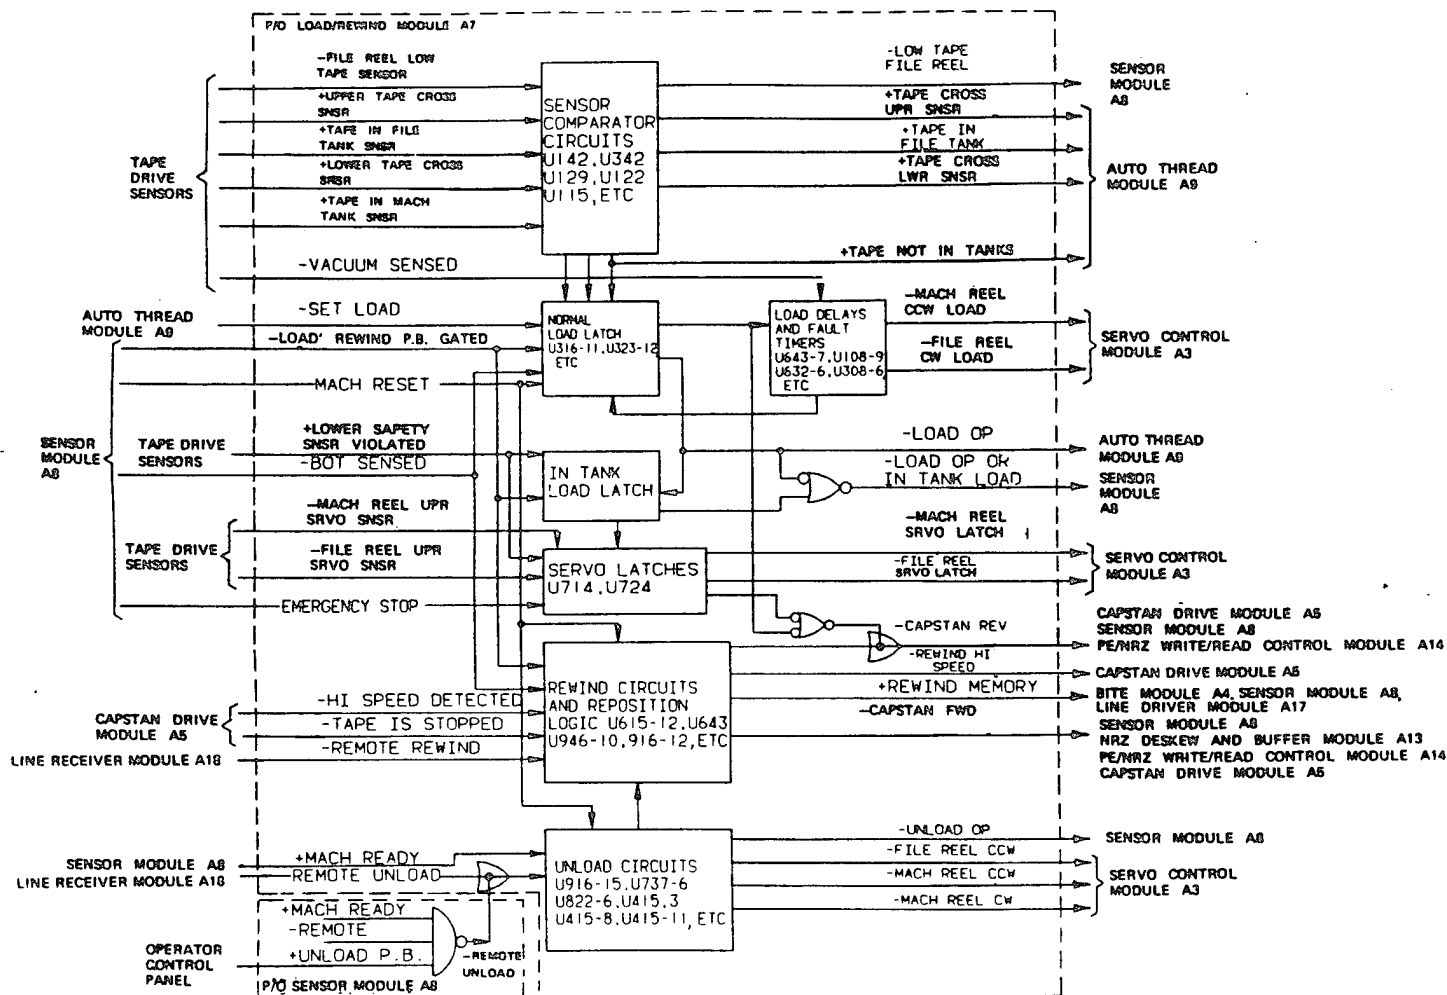 P/O LOAD/REWIND MODULE A7
-FILE REEL LOW
TAPE SENSOR
+UPPER TAPE CROSS
SNSR
+TAPE IN FILE
TANK SNSR
+LOWER TAPE CROSS
SNSR
+TAPE IN MACH
TANK SNSR
TAPE
DRIVE
SENSORS
SENSOR
COMPARATOR
CIRCUITS
U142,U342
U129,U122
U115,ETC
-LOW TAPE
FILE REEL
+TAPE CROSS
UPR SNSR
+TAPE IN
FILE TANK
+TAPE CROSS
LWR SNSR
+TAPE NOT IN TANKS
SENSOR
MODULE
A8
AUTO THREAD
MODULE A9
-VACUUM SENSED
-SET LOAD
AUTO THREAD
MODULE A9
-LOAD' REWIND P.B. GATED
MACH RESET
NORMAL
LOAD LATCH
U316-11,U323-12
ETC
LOAD DELAYS
AND FAULT
TIMERS
U643-7,U108-9
U632-6,U308-6,
ETC
-MACH REEL
CCW LOAD
-FILE REEL
CW LOAD
SERVO CONTROL
MODULE A3
SENSOR
MODULE
A8
TAPE DRIVE
SENSORS
+LOWER SAFETY
SNSR VIOLATED
-BOT SENSED
IN TANK
LOAD LATCH
-LOAD OP
-LOAD OP OR
IN TANK LOAD
AUTO THREAD
MODULE A9
SENSOR
MODULE
A8
-MACH REEL UPR
SRVO SNSR
-FILE REEL UPR
SRVO SNSR
TAPE DRIVE
SENSORS
EMERGENCY STOP
SERVO LATCHES
U714,U724
-MACH REEL
SRVO LATCH
-FILE REEL
SRVO LATCH
SERVO CONTROL
MODULE A3
-CAPSTAN REV
-REWIND HI
SPEED
+REWIND MEMORY
-CAPSTAN FWD
CAPSTAN DRIVE MODULE A5
SENSOR MODULE A8
PE/NRZ WRITE/READ CONTROL MODULE A14
CAPSTAN DRIVE MODULE A5
BITE MODULE A4, SENSOR MODULE A8,
LINE DRIVER MODULE A17
SENSOR MODULE A8
NRZ DESKEW AND BUFFER MODULE A13
PE/NRZ WRITE/READ CONTROL MODULE A14
CAPSTAN DRIVE MODULE A5
CAPSTAN DRIVE
MODULE A5
LINE RECEIVER MODULE A18
-HI SPEED DETECTED
-TAPE IS STOPPED
-REMOTE REWIND
REWIND CIRCUITS
AND REPOSITION
LOGIC U615-12,U643
U946-10,916-12,ETC
SENSOR MODULE A8
LINE RECEIVER MODULE A18
+MACH READY
-REMOTE UNLOAD
UNLOAD CIRCUITS
U916-15,U737-6
U822-6,U415,3
U415-8,U415-11,ETC
-UNLOAD OP
-FILE REEL CCW
-MACH REEL CCW
-MACH REEL CW
SENSOR MODULE A8
SERVO CONTROL
MODULE A3
+MACH READY
-REMOTE
+UNLOAD P.B.
-REMOTE
UNLOAD
OPERATOR
CONTROL
PANEL
P/O SENSOR MODULE A8